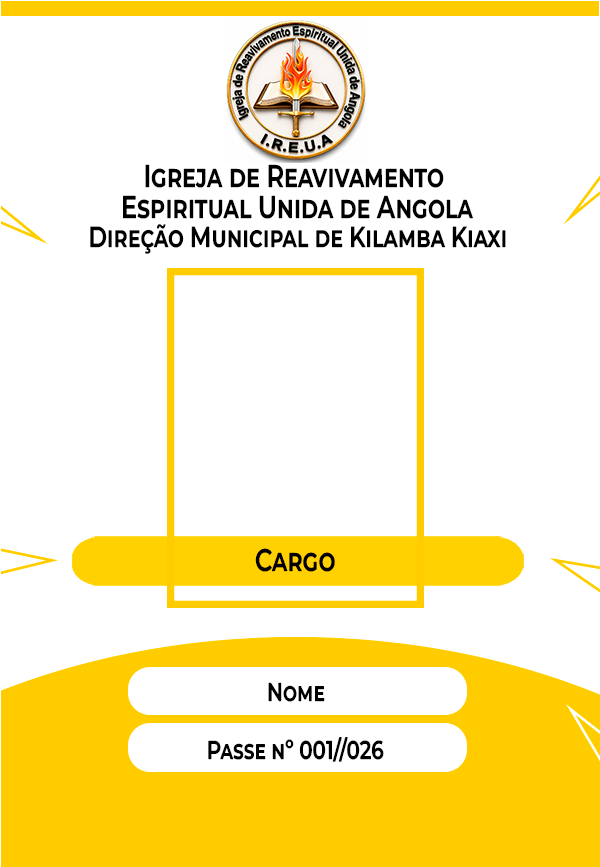 Igreja de Reavivamento Espiritual Unida de Angola
I.R.E.U.A
Igreja de Reavivamento
Espiritual Unida de Angola
Direção Municipal de Kilamba Kiaxi
Cargo
Nome
Passe nº 001//026